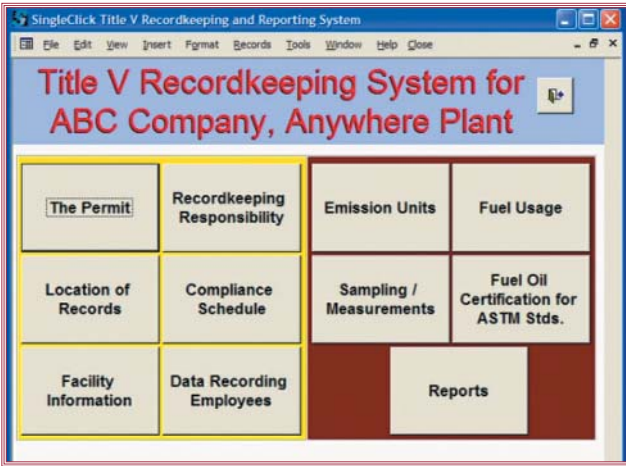 SingleClick Title V Recordkeeping and Reporting System
File Edit View Insert Format Records Tools Window Help Close
Title V Recordkeeping System for
ABC Company, Anywhere Plant
The Permit
Recordkeeping
Responsibility
Emission Units
Fuel Usage
Location of
Records
Compliance
Schedule
Sampling /
Measurements
Fuel Oil
Certification for
ASTM Stds.
Facility
Information
Data Recording
Employees
Reports